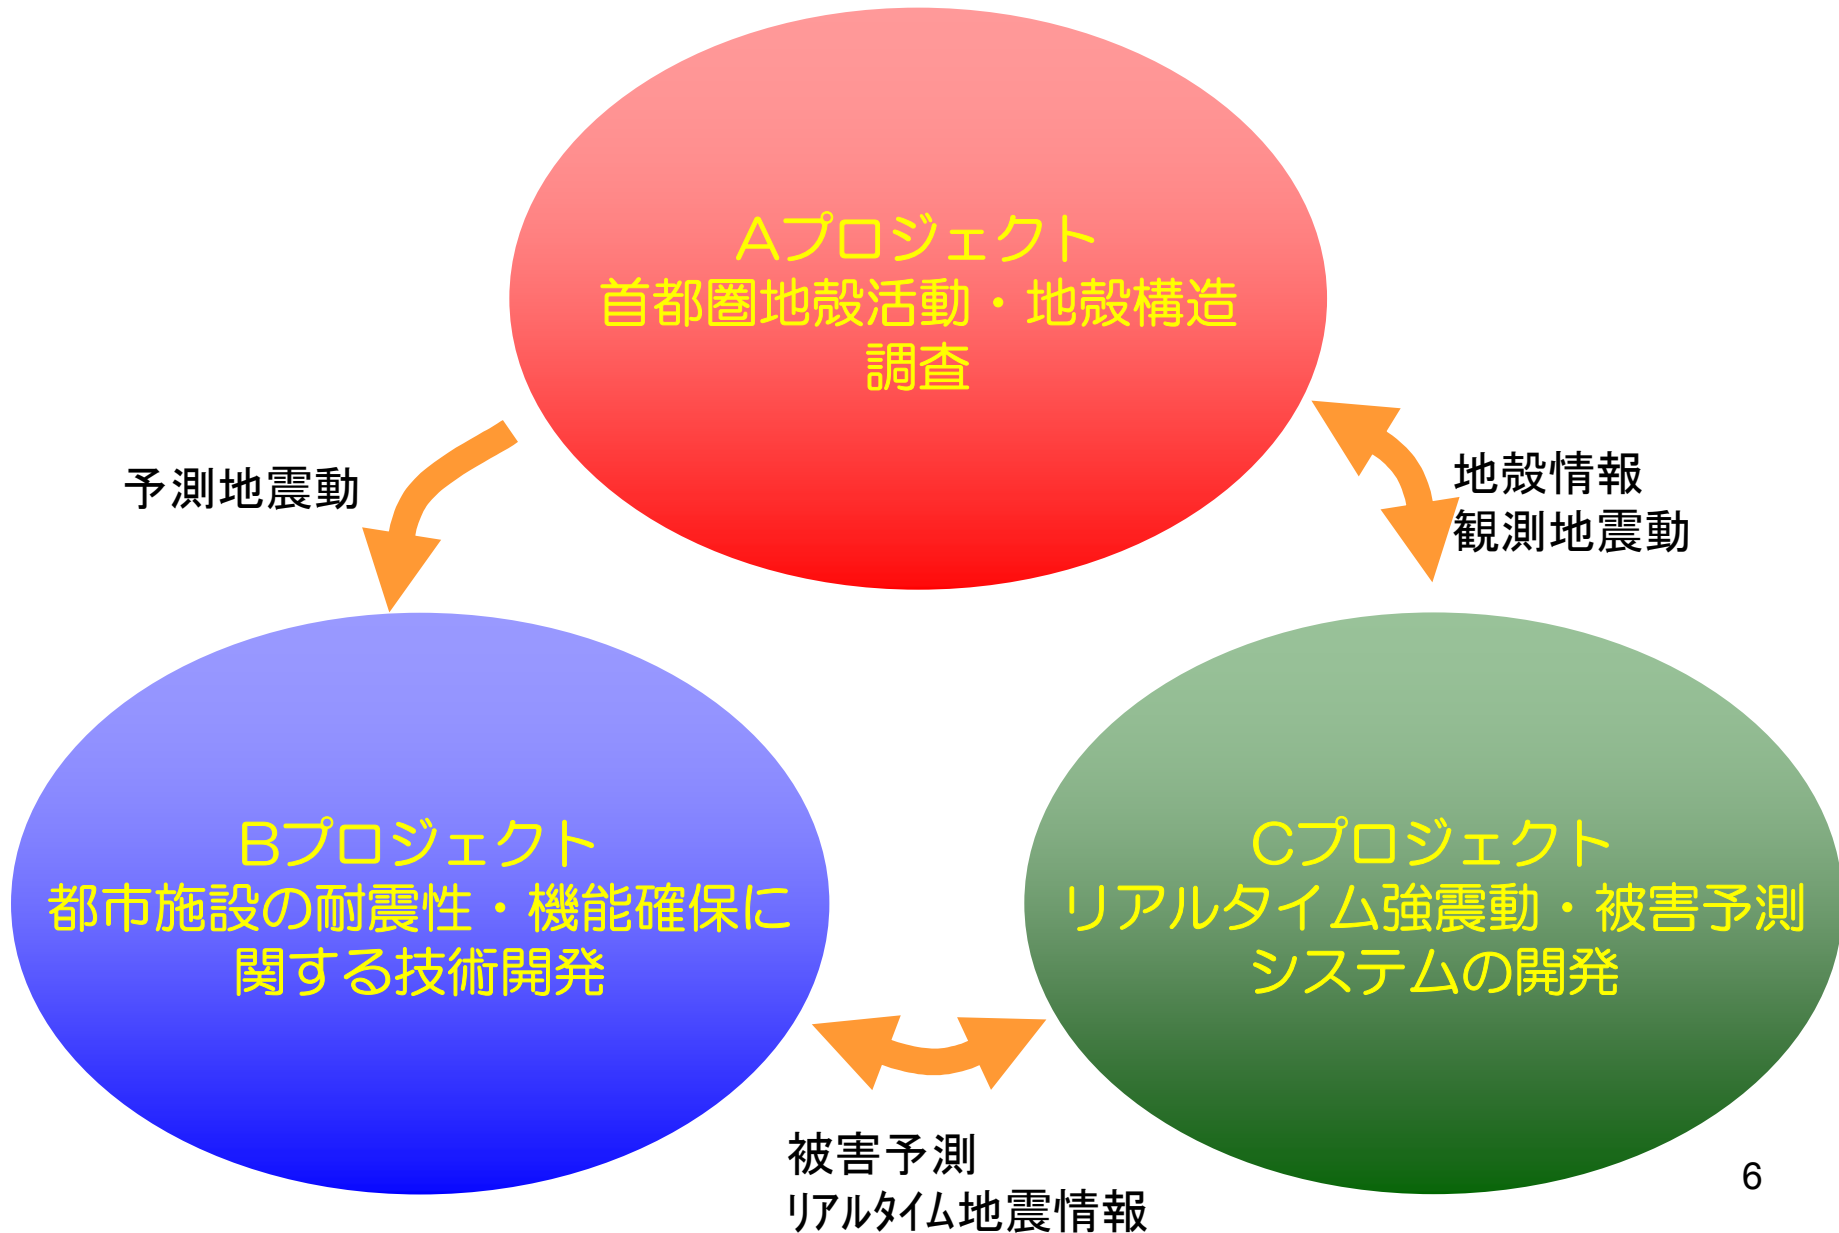 Aプロジェクト
首都圏地殻活動・地殻構造
調査
予測地震動
地殻情報
観測地震動
Bプロジェクト
都市施設の耐震性・機能確保に
関する技術開発
Cプロジェクト
リアルタイム強震動・被害予測
システムの開発
被害予測
ﾘｱﾙﾀｲﾑ地震情報
6